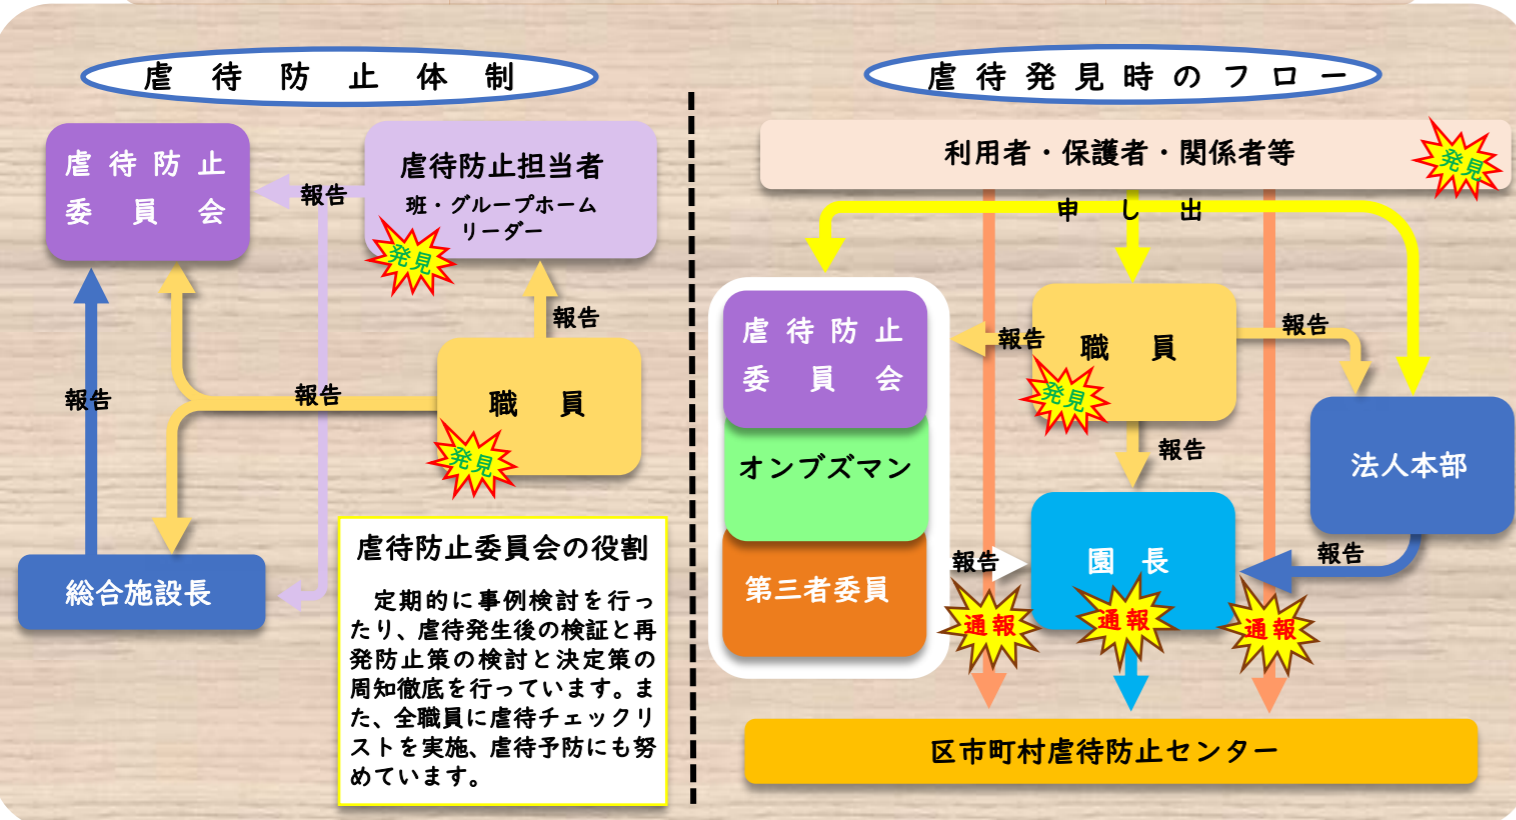 虐待防止体制
虐待防止
委員会
報告
虐待防止担当者
班・グループホーム
リーダー
発見
報告
報告
報告
職員
発見
総合施設長
虐待防止委員会の役割
定期的に事例検討を行っ
たり、虐待発生後の検証と再
発防止策の検討と決定策の
周知徹底を行っています。ま
た、全職員に虐待チェックリ
ストを実施、虐待予防にも努
めています。
虐待発見時のフロー
利用者・保護者・関係者等
発見
申し出
虐待防止
委員会
オンブズマン
第三者委員
報告
職員
発見
報告
報告
法人本部
報告
園長
報告
通報
通報
通報
区市町村虐待防止センター